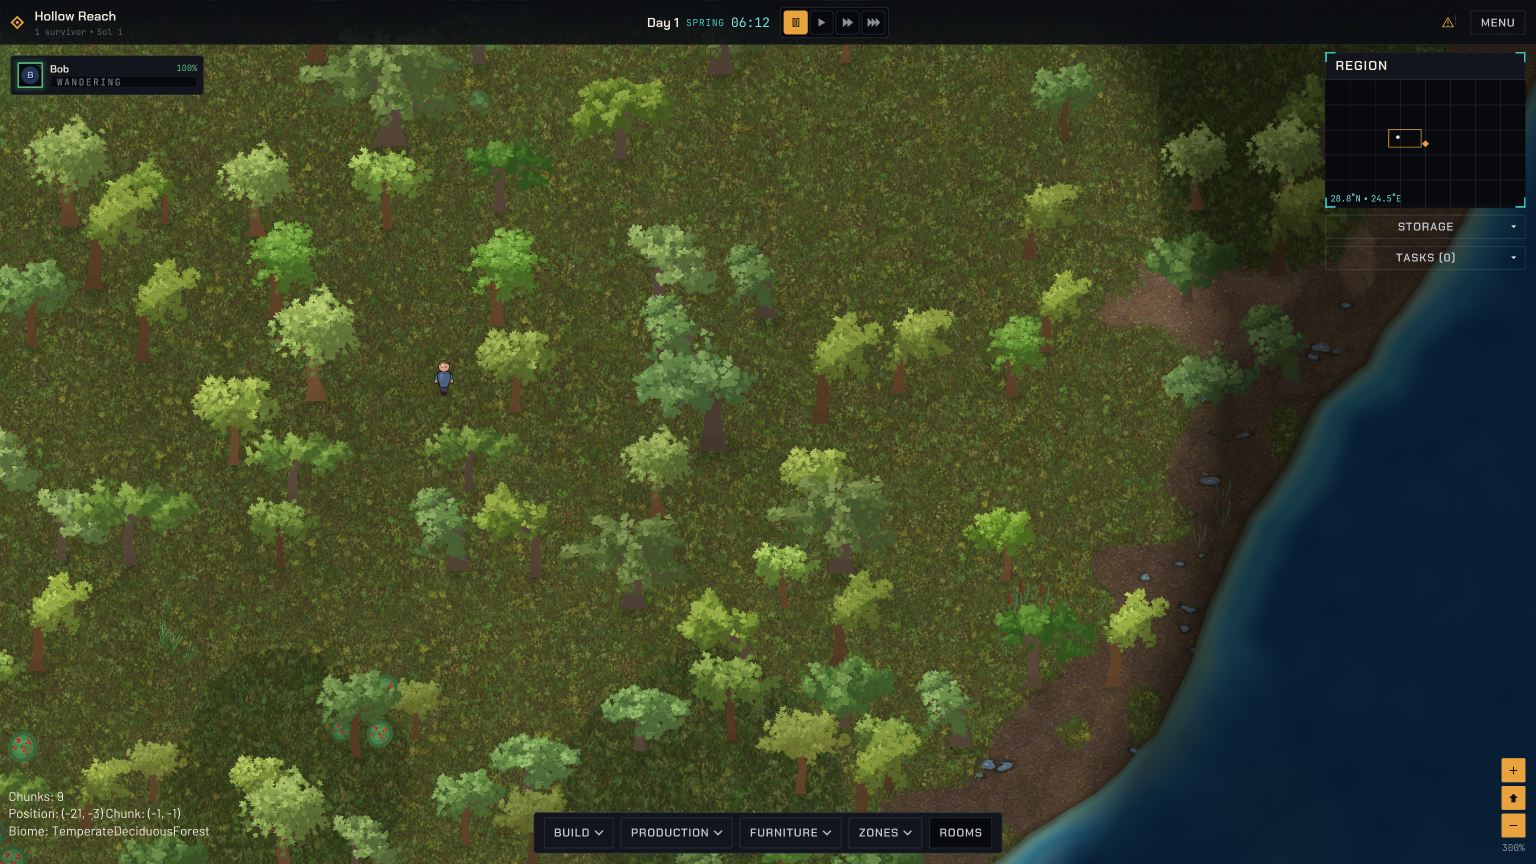 Hollow Reach
1 survivor • Sol 1
Day 1 SPRING 06:12
MENU
B
Bob
100%
WANDERING
REGION
28.8°N • 24.5°E
STORAGE
TASKS (0)
Chunks: 9
Position: (-21, -3) Chunk: (-1, -1)
Biome: TemperateDeciduousForest
BUILD
PRODUCTION
FURNITURE
ZONES
ROOMS
+
−
300%